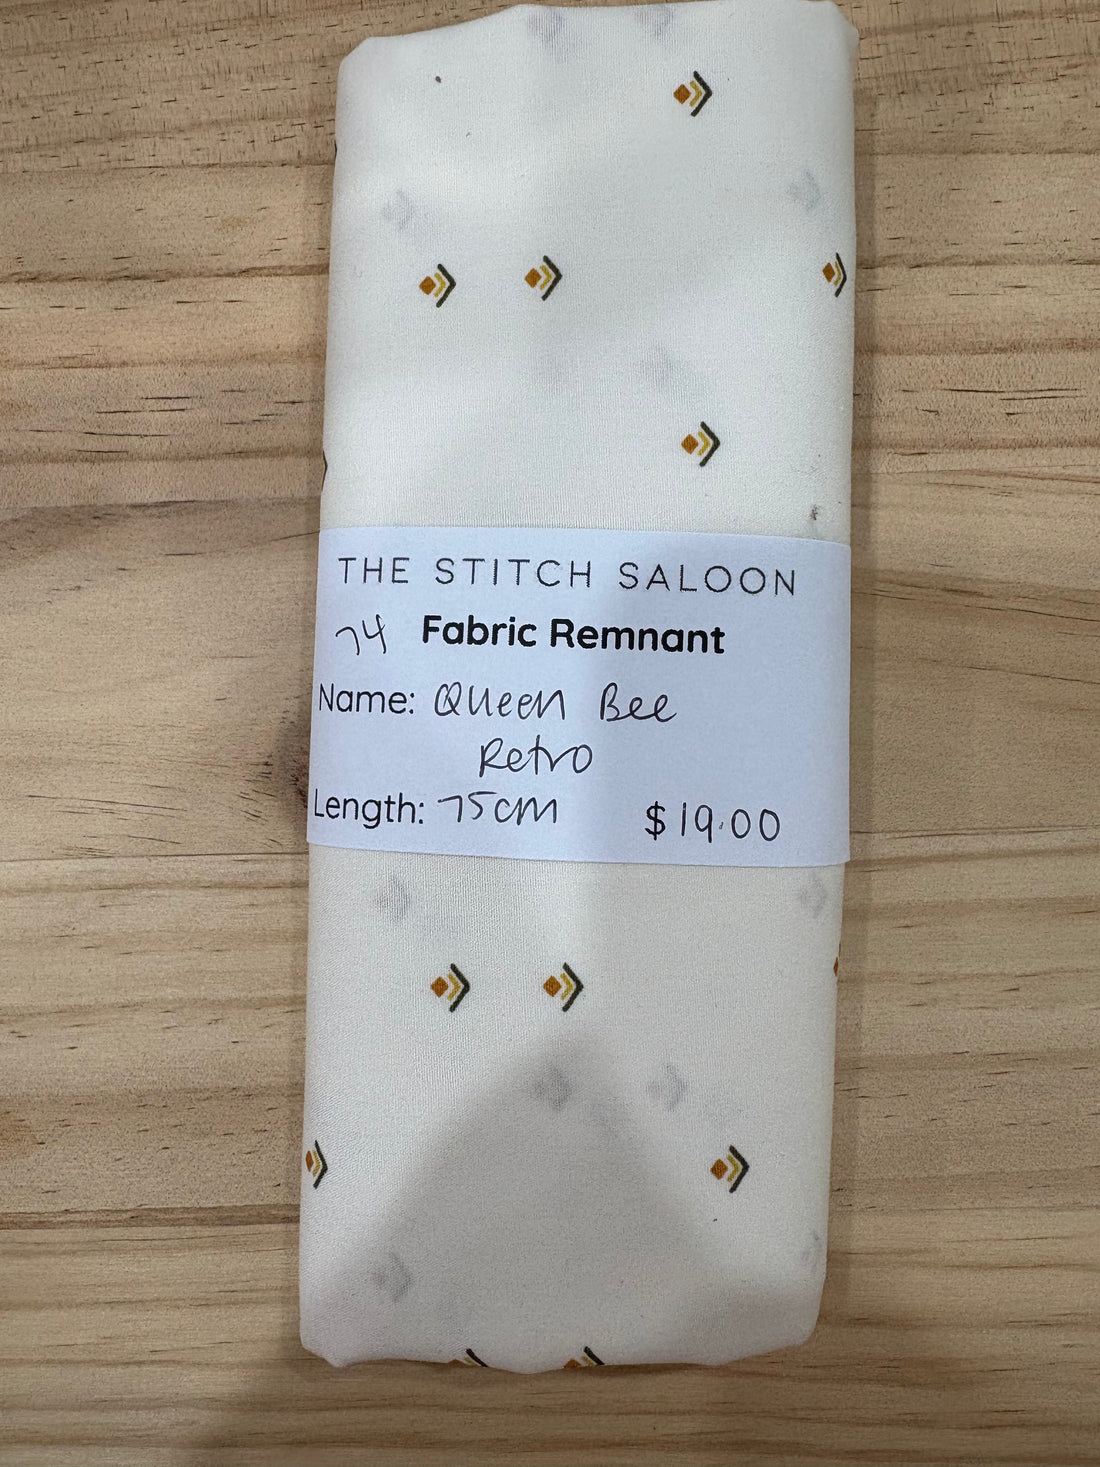 THE STITCH SALOON
74 Fabric Remnant
Name: Queen Bee
Retro
Length: 75cm $19.00